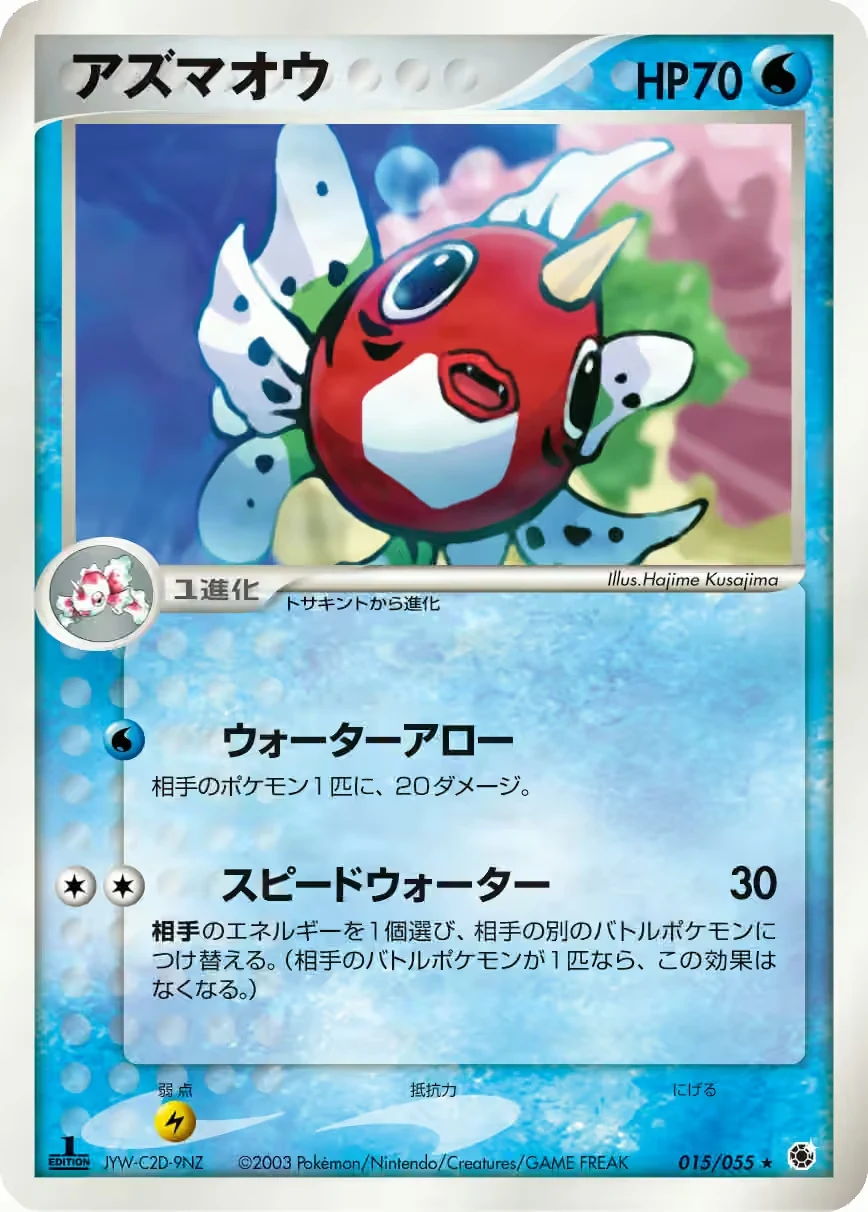 アズマオウ
HP70
Illus.Hajime Kusajima
1進化
トサキントから進化
ウォーターアロー
相手のポケモン1匹に、20ダメージ。
スピードウォーター 30
相手のエネルギーを1個選び、相手の別のバトルポケモンに
つけ替える。（相手のバトルポケモンが1匹なら、この効果は
なくなる。）
弱点 抵抗力 にげる
1
EDITION JYW-C2D-9NZ ©2003 Pokémon/Nintendo/Creatures/GAME FREAK 015/055 ★